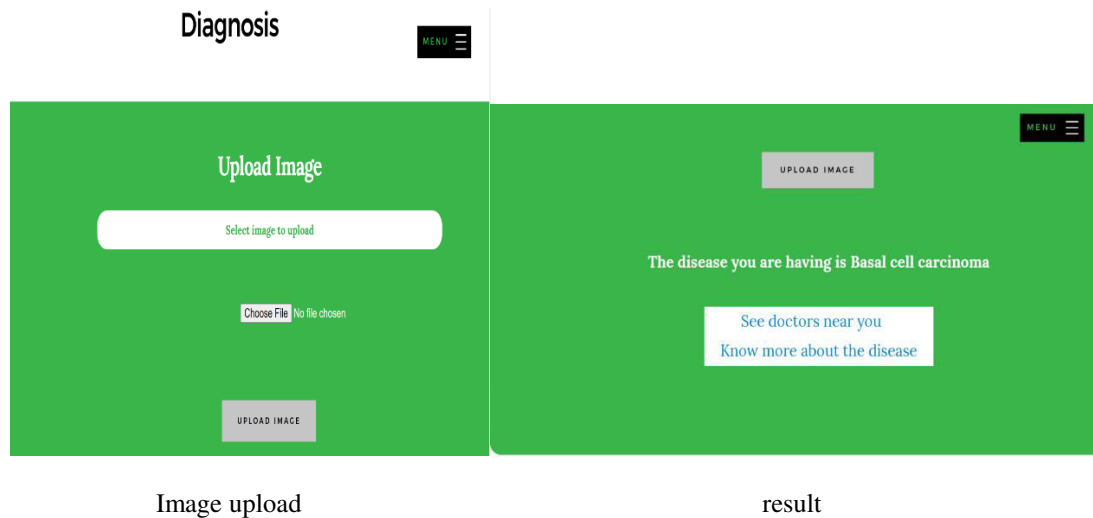 Diagnosis
MENU
Upload Image
Select image to upload
Choose File No file chosen
UPLOAD IMAGE
MENU
UPLOAD IMAGE
The disease you are having is Basal cell carcinoma
See doctors near you
Know more about the disease
Image upload
result